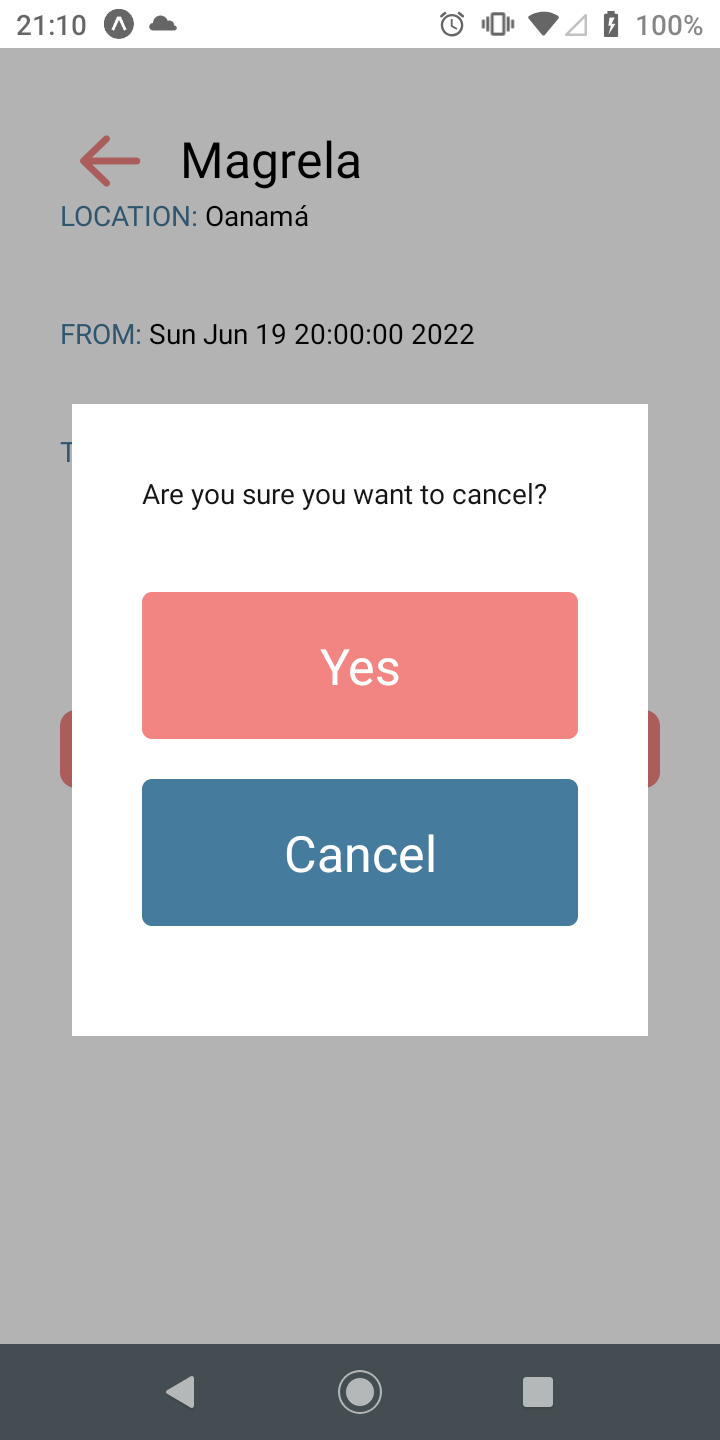 21:10 100%
Magrela
LOCATION: Oanamá
FROM: Sun Jun 19 20:00:00 2022
Are you sure you want to cancel?
Yes
Cancel